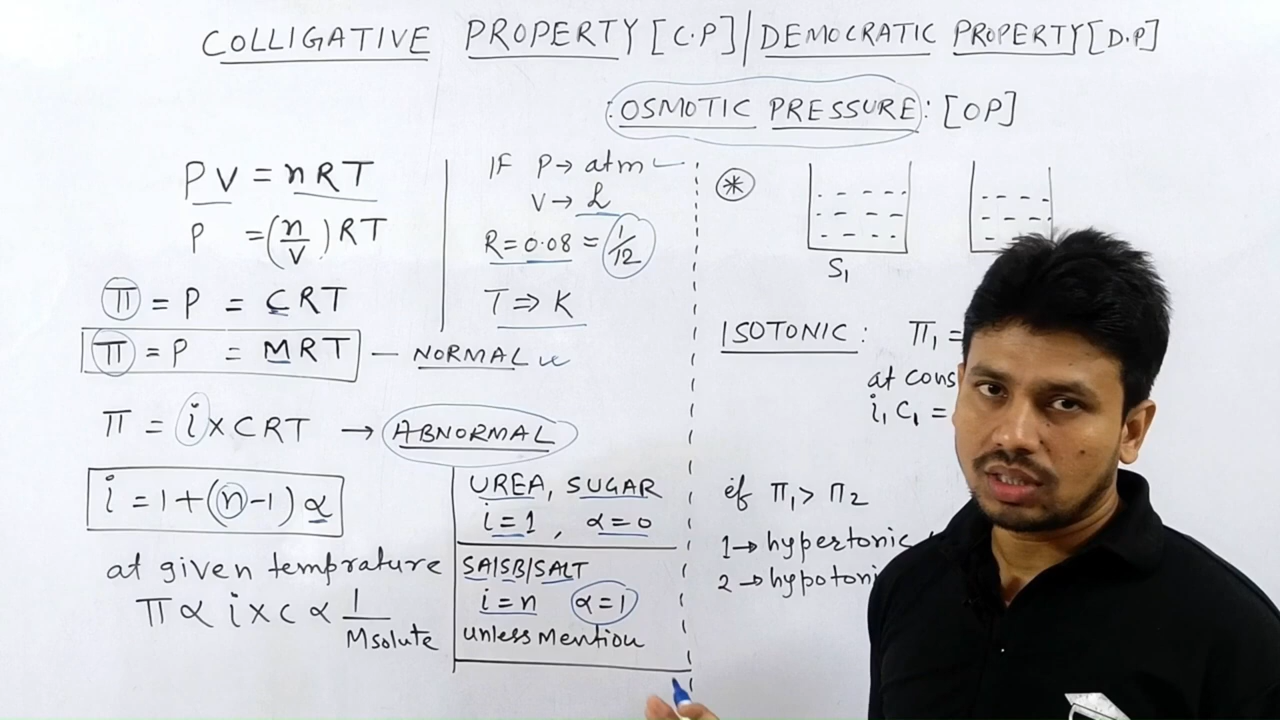 COLLIGATIVE PROPERTY [C.P] / DEMOCRATIC PROPERTY [D.P]
: OSMOTIC PRESSURE : [OP]
PV = nRT
P = (n/V) RT
π = P = CRT
π = P = MRT — NORMAL
π = i × CRT → ABNORMAL
i = 1 + (n-1) α
at given temprature
π ∝ i × c ∝ 1/Msolute
IF P → atm
V → L
R = 0.08 = 1/12
T ⇒ K
UREA, SUGAR
i = 1 , α = 0
SA/SB/SALT
i = n α = 1
unless mention
*
S1
ISOTONIC : π1 =
at cons
i1 C1 =
if π1 > π2
1 → hypertonic
2 → hypotoni